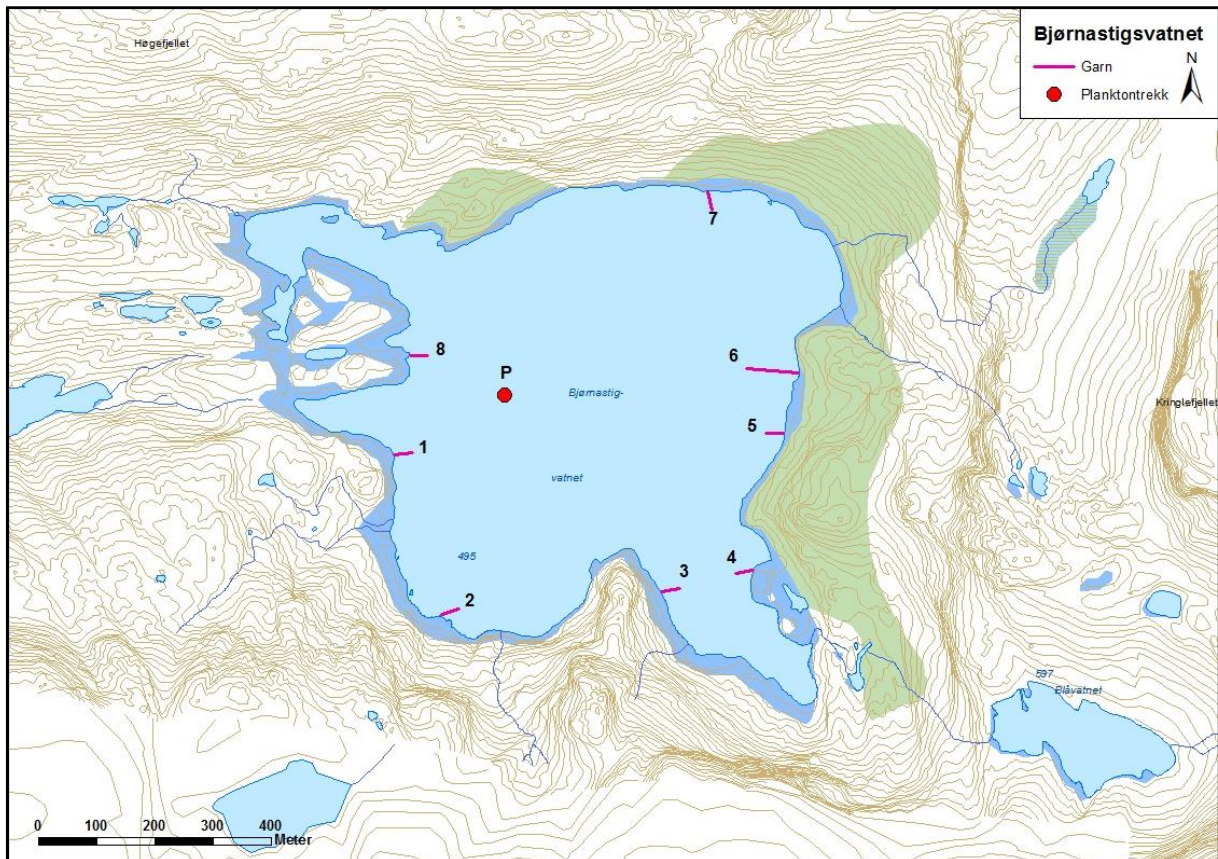 Bjørnastigsvatnet
N
Garn
Planktontrekk
Høgefjellet
7
8
6
P
Bjørnastig-
Kringlefjellet
5
1
vatnet
495
4
3
2
597
Blåvatnet
0 100 200 300 400
Meter